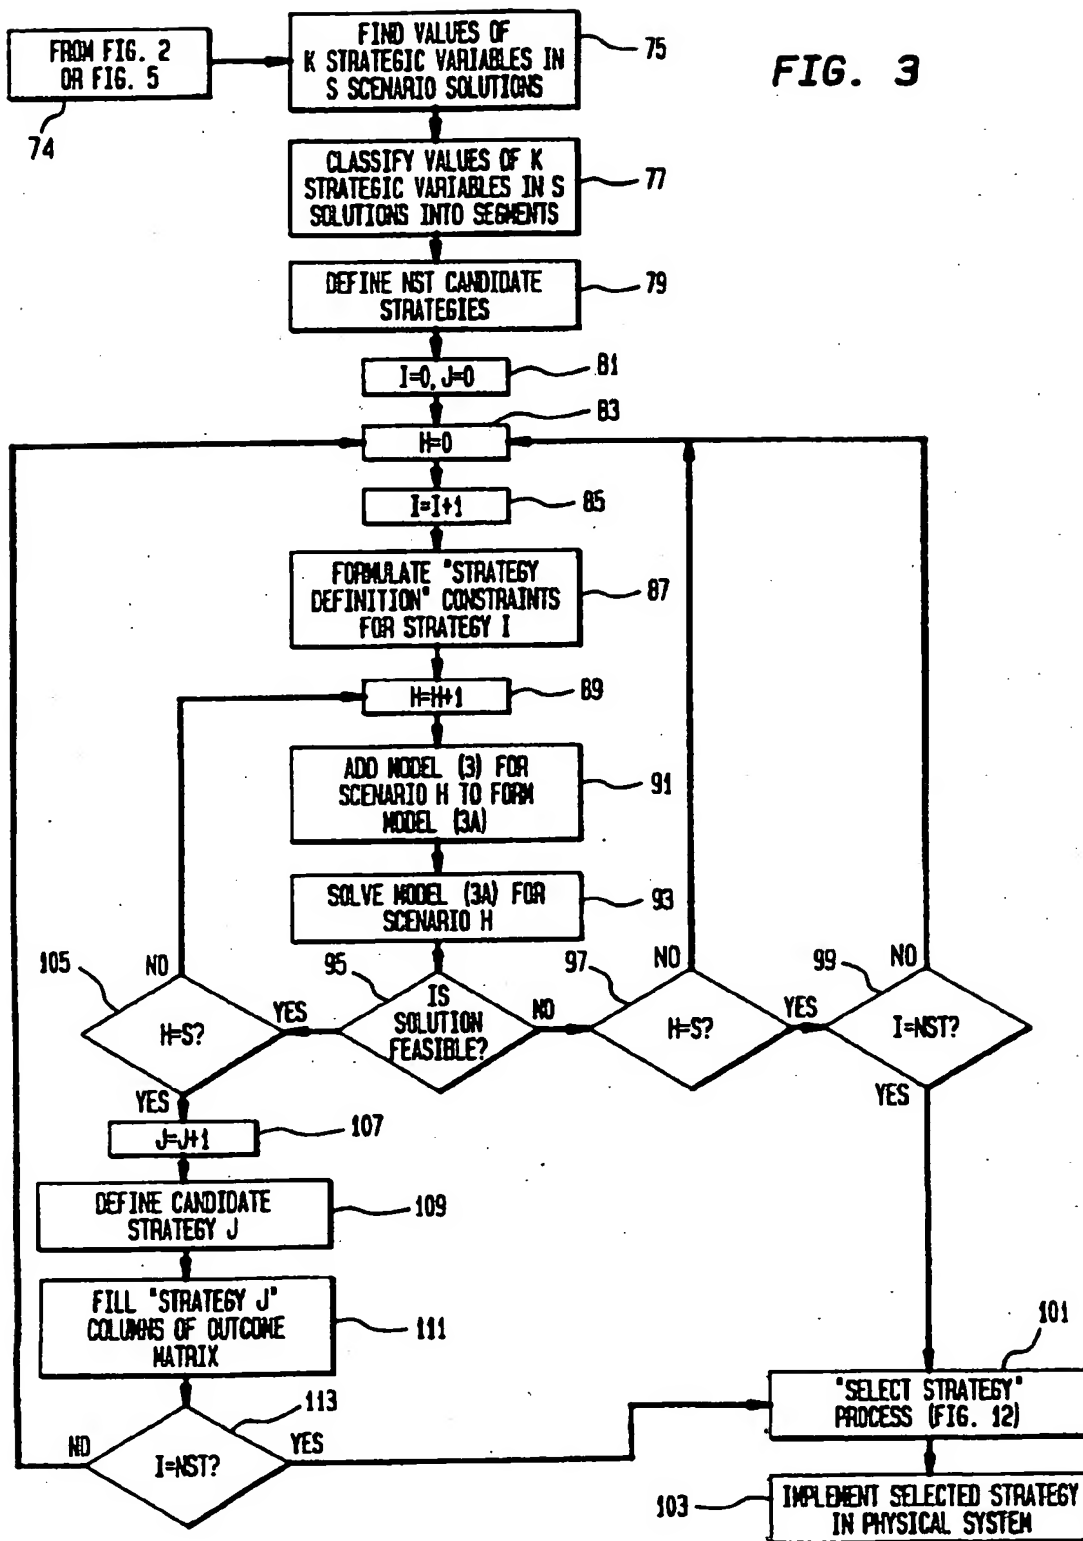 FIG. 3
FROM FIG. 2
OR FIG. 5
74
FIND VALUES OF
K STRATEGIC VARIABLES IN
S SCENARIO SOLUTIONS
75
CLASSIFY VALUES OF K
STRATEGIC VARIABLES IN S
SOLUTIONS INTO SEGMENTS
77
DEFINE NST CANDIDATE
STRATEGIES
79
I=0, J=0
81
H=0
83
I=I+1
85
FORMULATE "STRATEGY
DEFINITION" CONSTRAINTS
FOR STRATEGY I
87
H=H+1
89
ADD MODEL (3) FOR
SCENARIO H TO FORM
MODEL (3A)
91
SOLVE MODEL (3A) FOR
SCENARIO H
93
IS
SOLUTION
FEASIBLE?
95
NO
YES
H=S?
97
NO
YES
I=NST?
99
NO
YES
H=S?
105
NO
YES
J=J+1
107
DEFINE CANDIDATE
STRATEGY J
109
FILL "STRATEGY J"
COLUMNS OF OUTCOME
MATRIX
111
I=NST?
113
NO
YES
"SELECT STRATEGY"
PROCESS (FIG. 12)
101
IMPLEMENT SELECTED STRATEGY
IN PHYSICAL SYSTEM
103